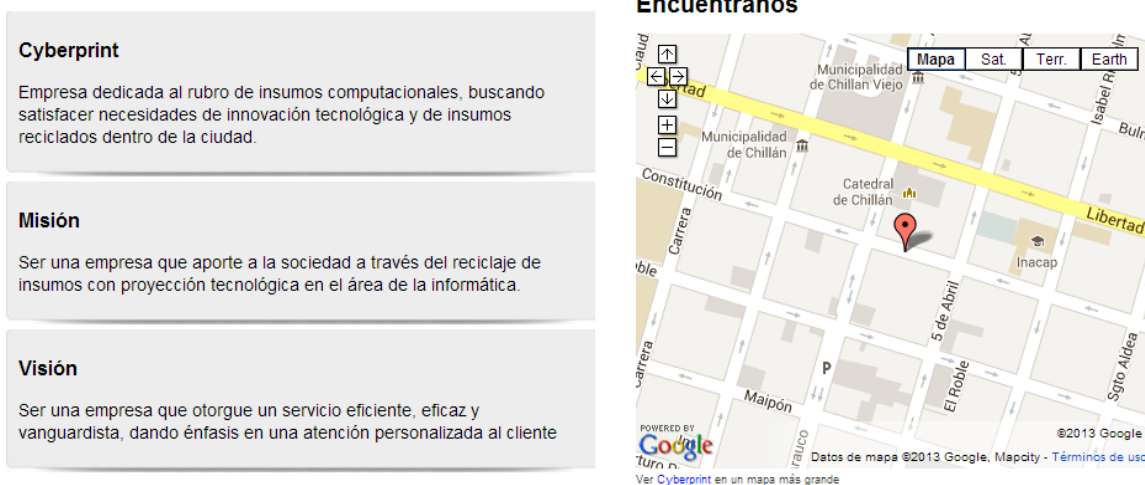 Cyberprint
Empresa dedicada al rubro de insumos computacionales, buscando
satisfacer necesidades de innovación tecnológica y de insumos
reciclados dentro de la ciudad.
Misión
Ser una empresa que aporte a la sociedad a través del reciclaje de
insumos con proyección tecnológica en el área de la informática.
Visión
Ser una empresa que otorgue un servicio eficiente, eficaz y
vanguardista, dando énfasis en una atención personalizada al cliente
Encuéntranos
Mapa
Sat.
Terr.
Earth
Municipalidad
de Chillan Viejo
Municipalidad
de Chillán
Constitución
Catedral
de Chillán
Libertad
Inacap
Carrera
5 de Abril
El Roble
Sgto Aldea
P
Maipón
POWERED BY
Google
©2013 Google
Datos de mapa ©2013 Google, Mapcity - Términos de uso
Ver Cyberprint en un mapa más grande